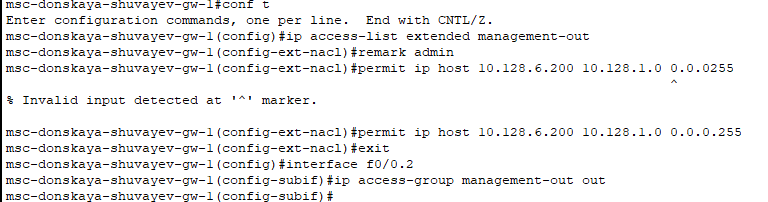 msc-donskaya-shuvayev-gw-1#conf t
Enter configuration commands, one per line.  End with CNTL/Z.
msc-donskaya-shuvayev-gw-1(config)#ip access-list extended management-out
msc-donskaya-shuvayev-gw-1(config-ext-nacl)#remark admin
msc-donskaya-shuvayev-gw-1(config-ext-nacl)#permit ip host 10.128.6.200 10.128.1.0 0.0.0255
^
% Invalid input detected at '^' marker.
msc-donskaya-shuvayev-gw-1(config-ext-nacl)#permit ip host 10.128.6.200 10.128.1.0 0.0.0.255
msc-donskaya-shuvayev-gw-1(config-ext-nacl)#exit
msc-donskaya-shuvayev-gw-1(config)#interface f0/0.2
msc-donskaya-shuvayev-gw-1(config-subif)#ip access-group management-out out
msc-donskaya-shuvayev-gw-1(config-subif)#